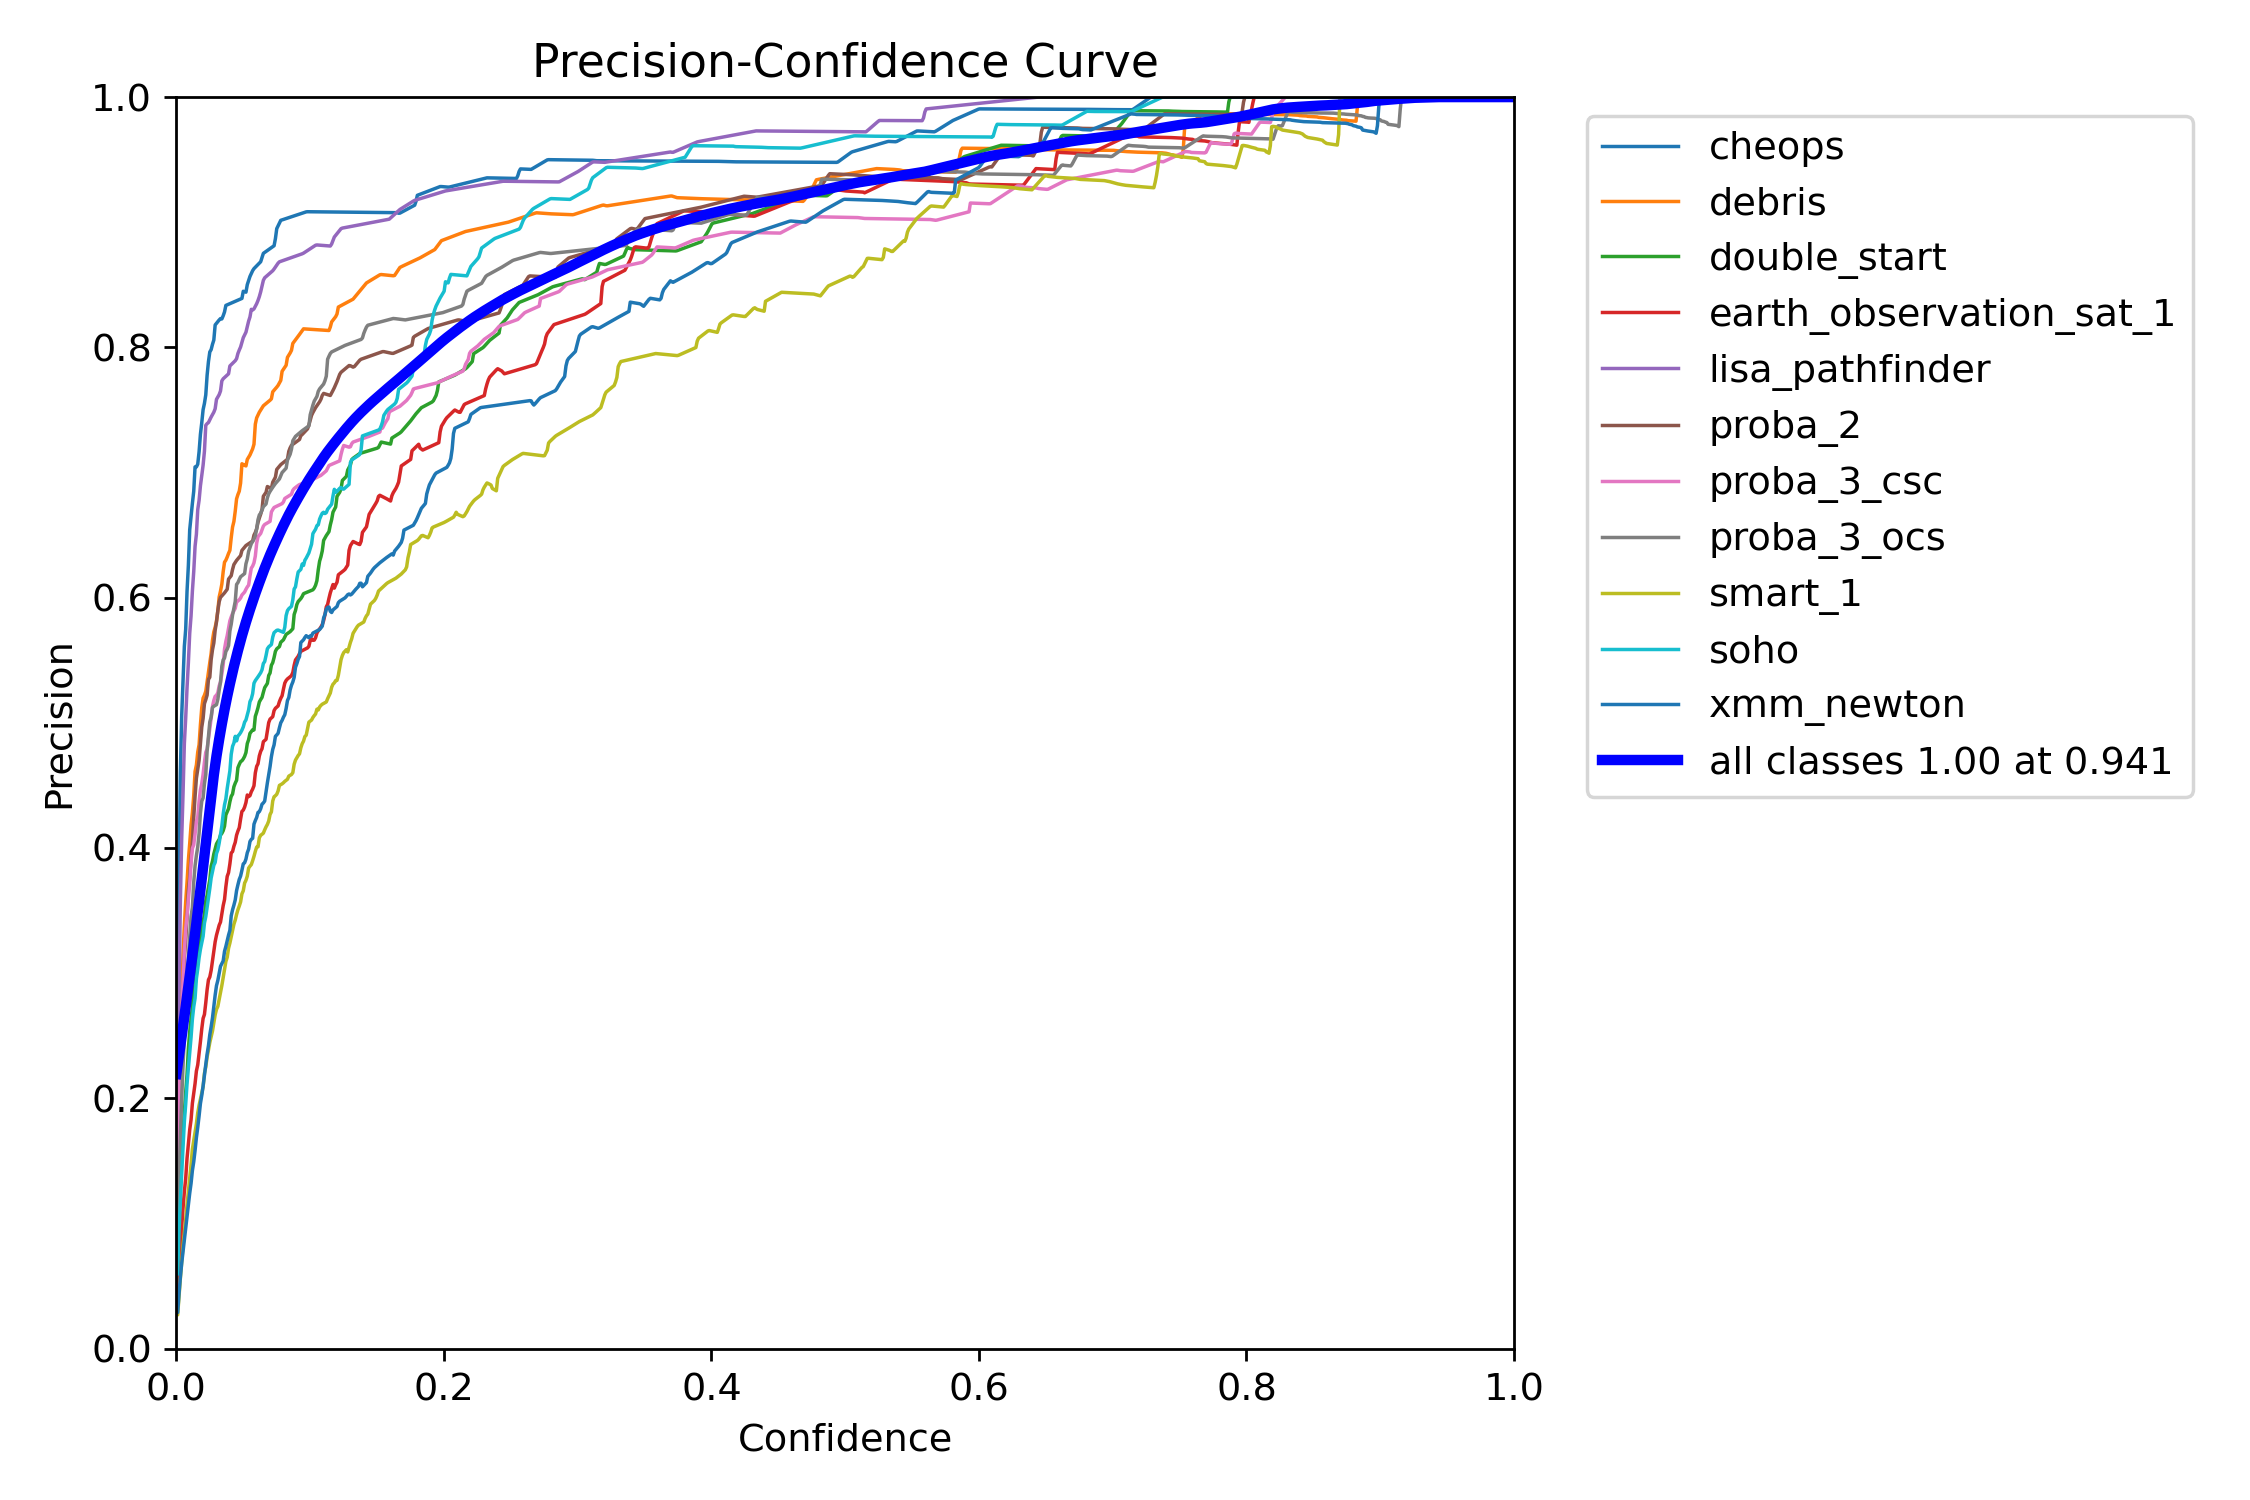 Precision-Confidence Curve
1.0
0.8
0.6
0.4
0.2
0.0
Precision
0.0 0.2 0.4 0.6 0.8 1.0
Confidence
cheops
debris
double_start
earth_observation_sat_1
lisa_pathfinder
proba_2
proba_3_csc
proba_3_ocs
smart_1
soho
xmm_newton
all classes 1.00 at 0.941